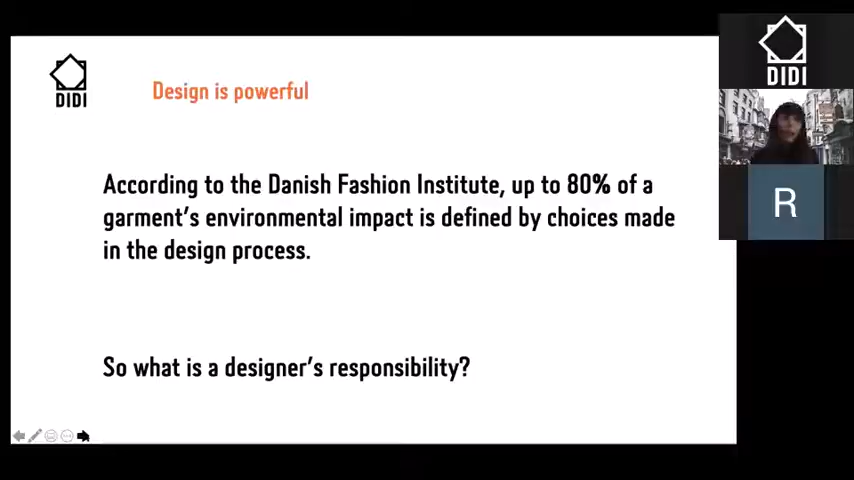 DIDI
Design is powerful
According to the Danish Fashion Institute, up to 80% of a
garment's environmental impact is defined by choices made
in the design process.
So what is a designer's responsibility?
DIDI
R